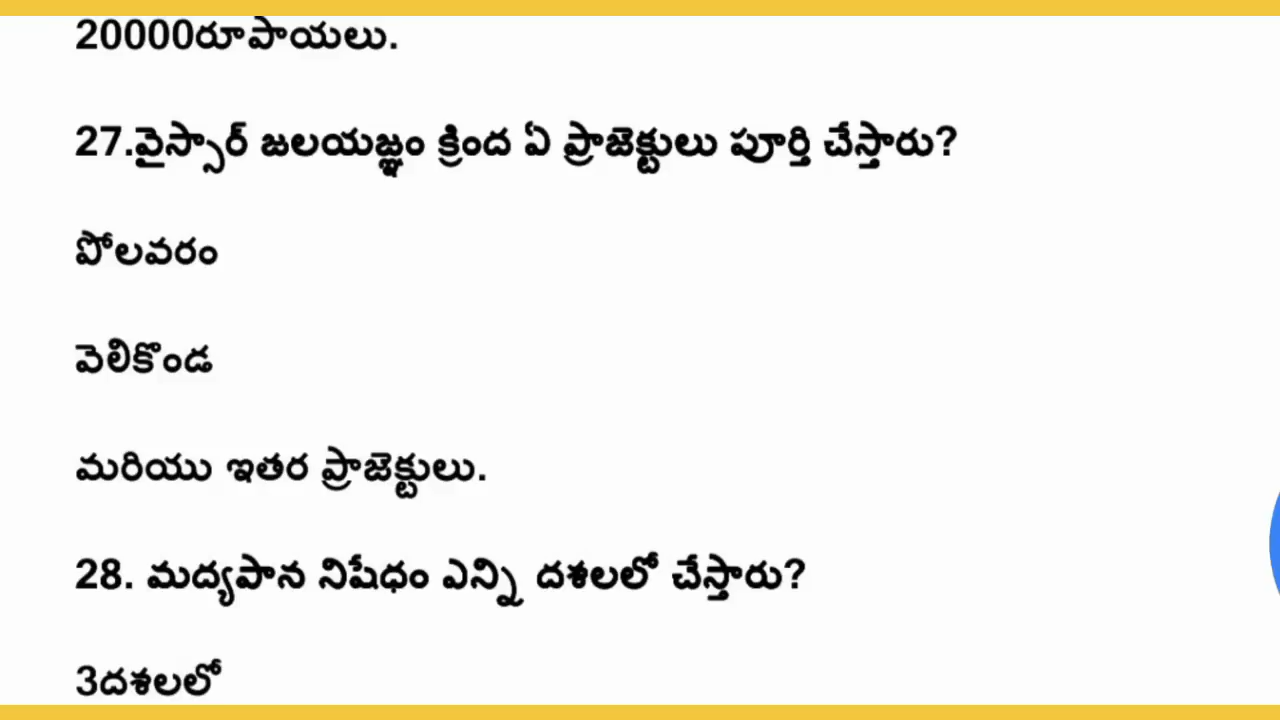 20000రూపాయలు.
27.వైస్సార్ జలయజ్ఞం క్రింద ఏ ప్రాజెక్టులు పూర్తి చేస్తారు?
పోలవరం
వెలికొండ
మరియు ఇతర ప్రాజెక్టులు.
28. మద్యపాన నిషేధం ఎన్ని దశలలో చేస్తారు?
3దశలలో